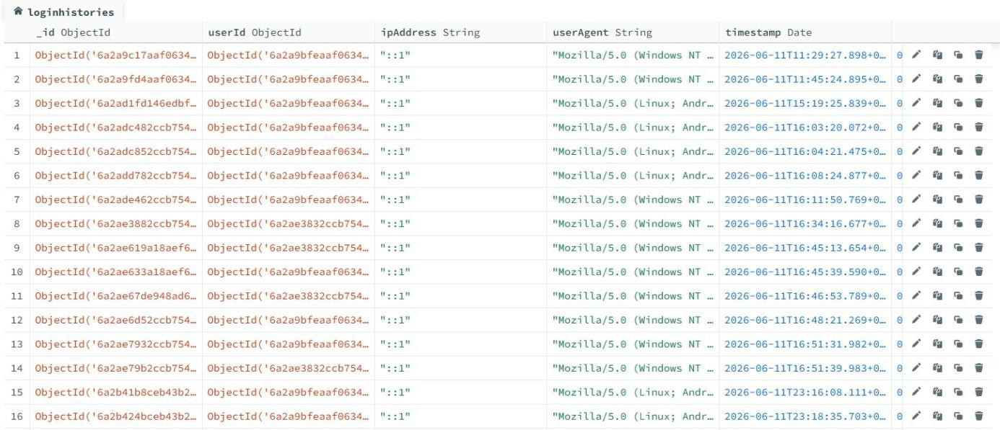 loginhistories
_id ObjectId userId ObjectId ipAddress String userAgent String timestamp Date
1 ObjectId('6a2a9c17aaf0634… ObjectId('6a2a9bfeaaf0634… "::1" "Mozilla/5.0 (Windows NT … 2026-06-11T11:29:27.898+0… 0
2 ObjectId('6a2a9fd4aaf0634… ObjectId('6a2a9bfeaaf0634… "::1" "Mozilla/5.0 (Windows NT … 2026-06-11T11:45:24.895+0… 0
3 ObjectId('6a2ad1fd146edbf… ObjectId('6a2a9bfeaaf0634… "::1" "Mozilla/5.0 (Linux; Andr… 2026-06-11T15:19:25.839+0… 0
4 ObjectId('6a2adc482ccb754… ObjectId('6a2a9bfeaaf0634… "::1" "Mozilla/5.0 (Linux; Andr… 2026-06-11T16:03:20.072+0… 0
5 ObjectId('6a2adc852ccb754… ObjectId('6a2a9bfeaaf0634… "::1" "Mozilla/5.0 (Linux; Andr… 2026-06-11T16:04:21.475+0… 0
6 ObjectId('6a2add782ccb754… ObjectId('6a2a9bfeaaf0634… "::1" "Mozilla/5.0 (Linux; Andr… 2026-06-11T16:08:24.877+0… 0
7 ObjectId('6a2ade462ccb754… ObjectId('6a2a9bfeaaf0634… "::1" "Mozilla/5.0 (Windows NT … 2026-06-11T16:11:50.769+0… 0
8 ObjectId('6a2ae3882ccb754… ObjectId('6a2ae3832ccb754… "::1" "Mozilla/5.0 (Windows NT … 2026-06-11T16:34:16.677+0… 0
9 ObjectId('6a2ae619a18aef6… ObjectId('6a2ae3832ccb754… "::1" "Mozilla/5.0 (Windows NT … 2026-06-11T16:45:13.654+0… 0
10 ObjectId('6a2ae633a18aef6… ObjectId('6a2a9bfeaaf0634… "::1" "Mozilla/5.0 (Windows NT … 2026-06-11T16:45:39.590+0… 0
11 ObjectId('6a2ae67de948ad6… ObjectId('6a2ae3832ccb754… "::1" "Mozilla/5.0 (Windows NT … 2026-06-11T16:46:53.789+0… 0
12 ObjectId('6a2ae6d52ccb754… ObjectId('6a2a9bfeaaf0634… "::1" "Mozilla/5.0 (Windows NT … 2026-06-11T16:48:21.269+0… 0
13 ObjectId('6a2ae7932ccb754… ObjectId('6a2a9bfeaaf0634… "::1" "Mozilla/5.0 (Windows NT … 2026-06-11T16:51:31.982+0… 0
14 ObjectId('6a2ae79b2ccb754… ObjectId('6a2ae3832ccb754… "::1" "Mozilla/5.0 (Windows NT … 2026-06-11T16:51:39.983+0… 0
15 ObjectId('6a2b41b8ceb43b2… ObjectId('6a2a9bfeaaf0634… "::1" "Mozilla/5.0 (Linux; Andr… 2026-06-11T23:16:08.111+0… 0
16 ObjectId('6a2b424bceb43b2… ObjectId('6a2a9bfeaaf0634… "::1" "Mozilla/5.0 (Linux; Andr… 2026-06-11T23:18:35.703+0… 0